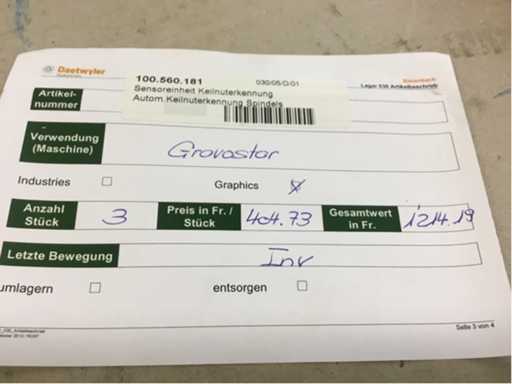 Daetwyler
100.560.181 030/05/G/01
Sensoreinheit Keilnuterkennung
Autom.Keilnuterkennung Spindels
Lager 030 Artikelbeschrieb
Artikel-
nummer
Verwendung
(Maschine)
Gravostar
Industries ☐ Graphics ☒
Anzahl
Stück
3
Preis in Fr. /
Stück
404.73
Gesamtwert
in Fr.
1214.19
Letzte Bewegung
Inv
umlagern ☐ entsorgen ☐
Seite 3 von 4